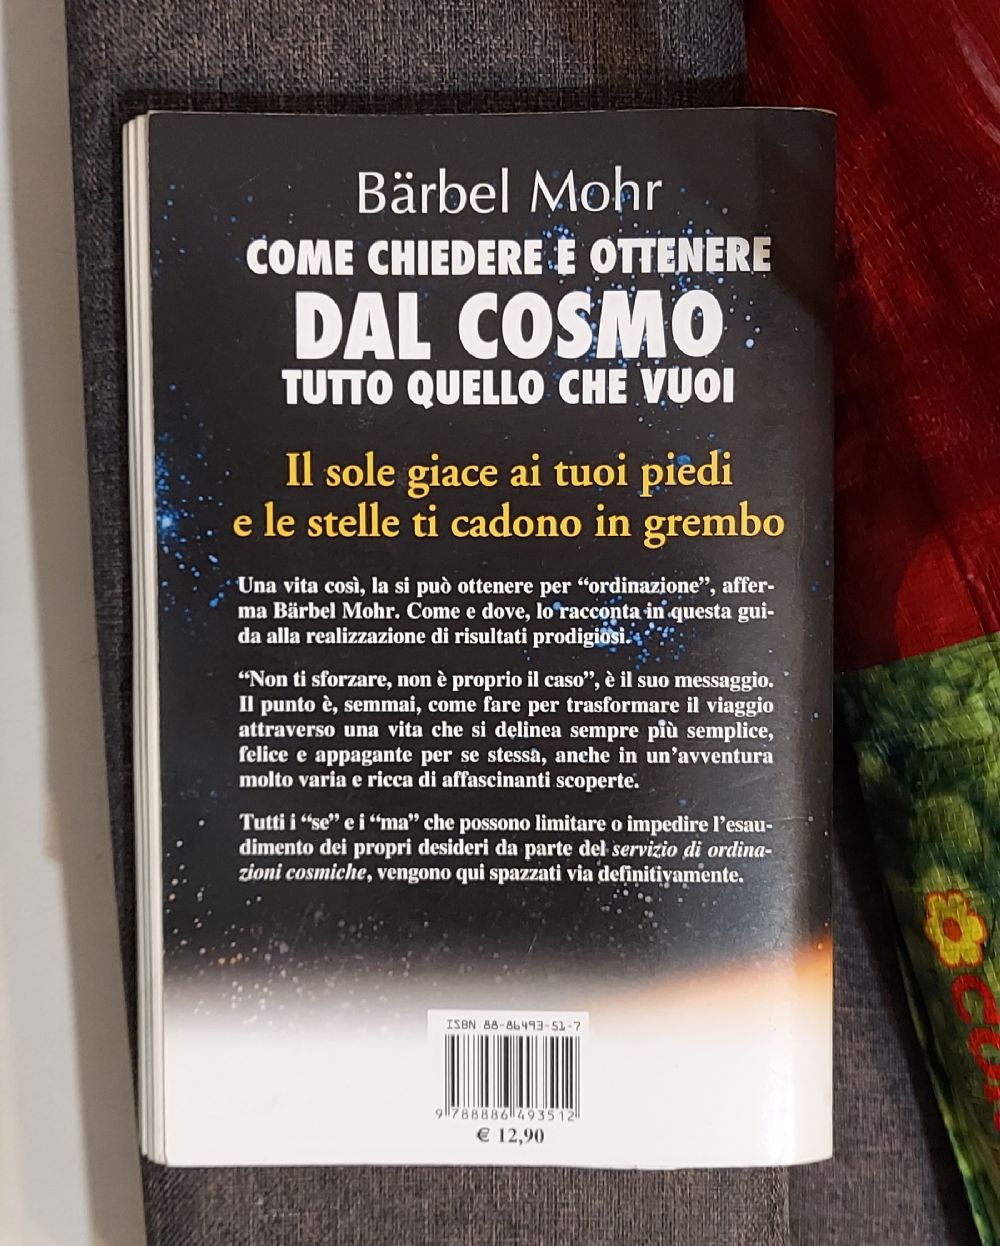 Bärbel Mohr
COME CHIEDERE E OTTENERE
DAL COSMO
TUTTO QUELLO CHE VUOI
Il sole giace ai tuoi piedi
e le stelle ti cadono in grembo
Una vita così, la si può ottenere per “ordinazione”, affer-
ma Bärbel Mohr. Come e dove, lo racconta in questa gui-
da alla realizzazione di risultati prodigiosi.
“Non ti sforzare, non è proprio il caso”, è il suo messaggio.
Il punto è, semmai, come fare per trasformare il viaggio
attraverso una vita che si delinea sempre più semplice,
felice e appagante per se stessa, anche in un’avventura
molto varia e ricca di affascinanti scoperte.
Tutti i “se” e i “ma” che possono limitare o impedire l’esau-
dimento dei propri desideri da parte del servizio di ordina-
zioni cosmiche, vengono qui spazzati via definitivamente.
ISBN 88-86493-51-7
9 788886 493512
€ 12,90